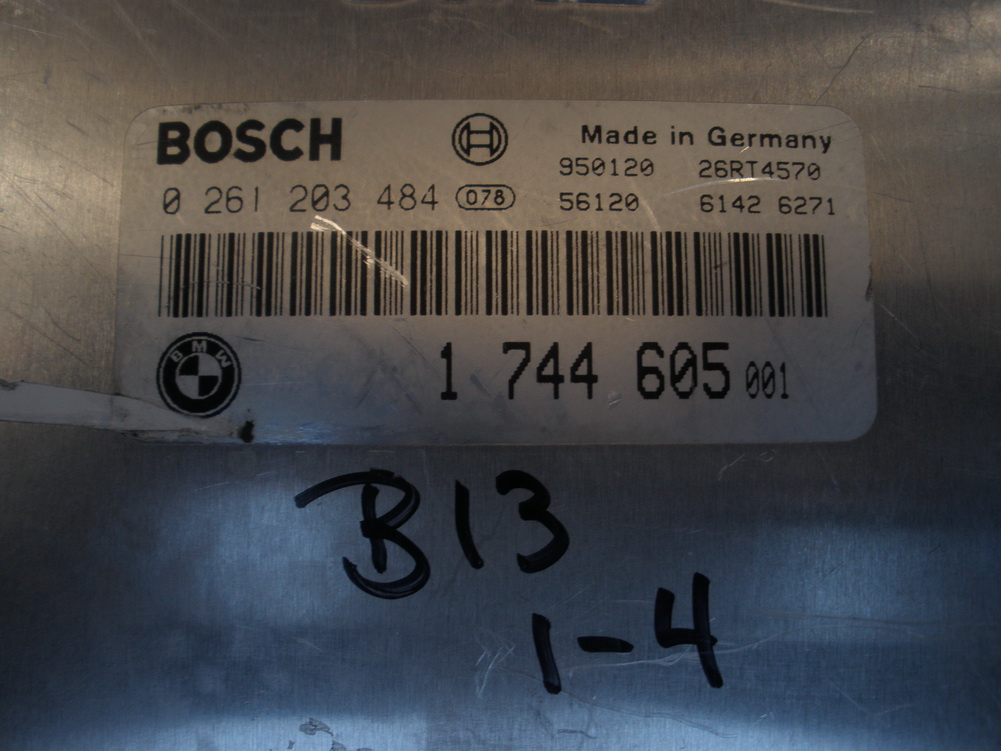 BOSCH
Made in Germany
950120 26RT4570
0 261 203 484 078 56120 6142 6271
BMW
1 744 605 001
B13
1-4